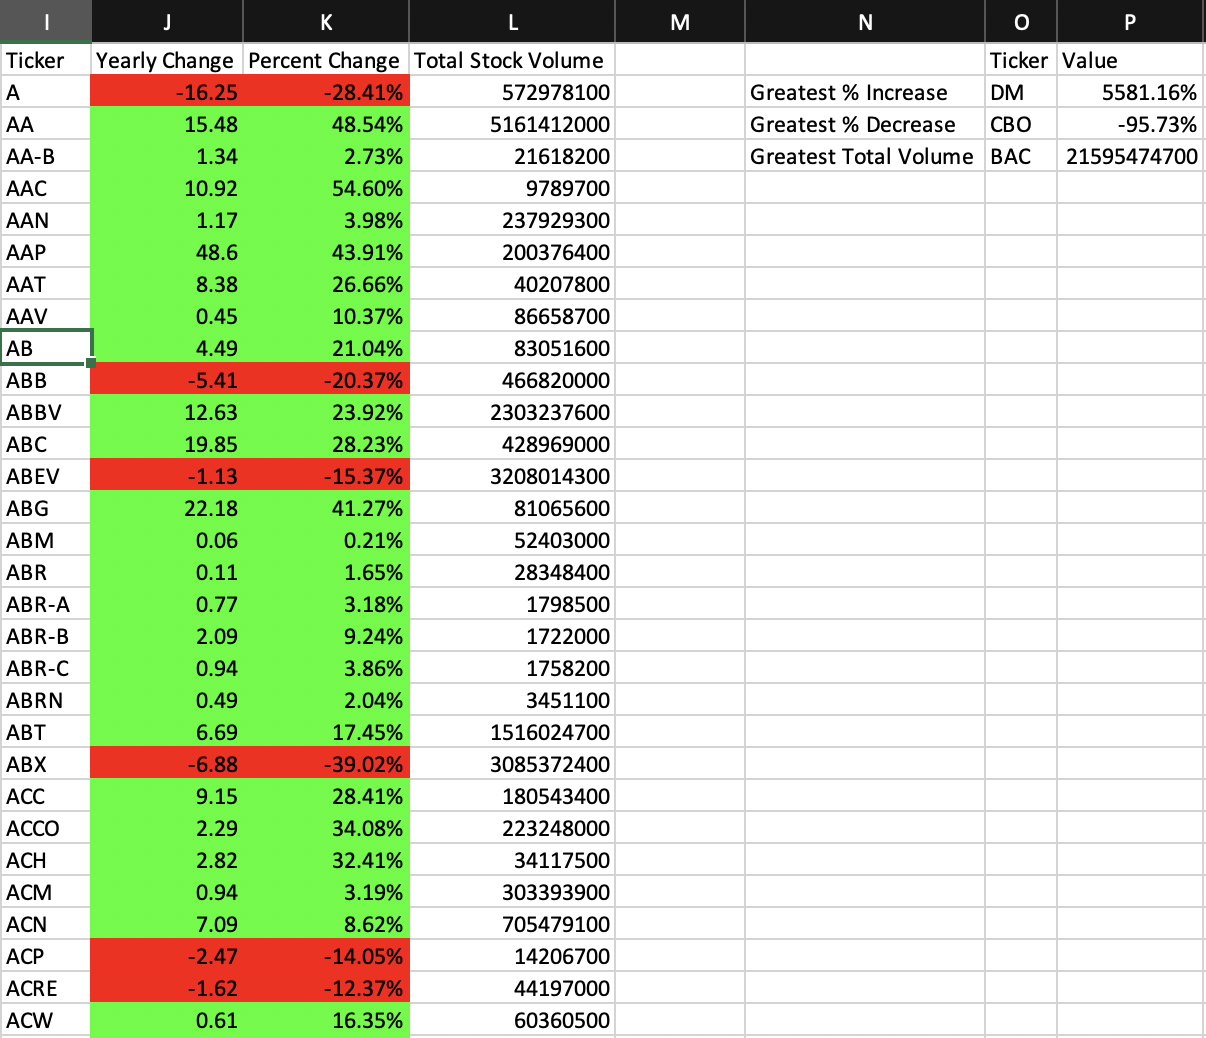 I J K L M N O P
Ticker Yearly Change Percent Change Total Stock Volume Ticker Value
A -16.25 -28.41% 572978100 Greatest % Increase DM 5581.16%
AA 15.48 48.54% 5161412000 Greatest % Decrease CBO -95.73%
AA-B 1.34 2.73% 21618200 Greatest Total Volume BAC 21595474700
AAC 10.92 54.60% 9789700
AAN 1.17 3.98% 237929300
AAP 48.6 43.91% 200376400
AAT 8.38 26.66% 40207800
AAV 0.45 10.37% 86658700
AB 4.49 21.04% 83051600
ABB -5.41 -20.37% 466820000
ABBV 12.63 23.92% 2303237600
ABC 19.85 28.23% 428969000
ABEV -1.13 -15.37% 3208014300
ABG 22.18 41.27% 81065600
ABM 0.06 0.21% 52403000
ABR 0.11 1.65% 28348400
ABR-A 0.77 3.18% 1798500
ABR-B 2.09 9.24% 1722000
ABR-C 0.94 3.86% 1758200
ABRN 0.49 2.04% 3451100
ABT 6.69 17.45% 1516024700
ABX -6.88 -39.02% 3085372400
ACC 9.15 28.41% 180543400
ACCO 2.29 34.08% 223248000
ACH 2.82 32.41% 34117500
ACM 0.94 3.19% 303393900
ACN 7.09 8.62% 705479100
ACP -2.47 -14.05% 14206700
ACRE -1.62 -12.37% 44197000
ACW 0.61 16.35% 60360500